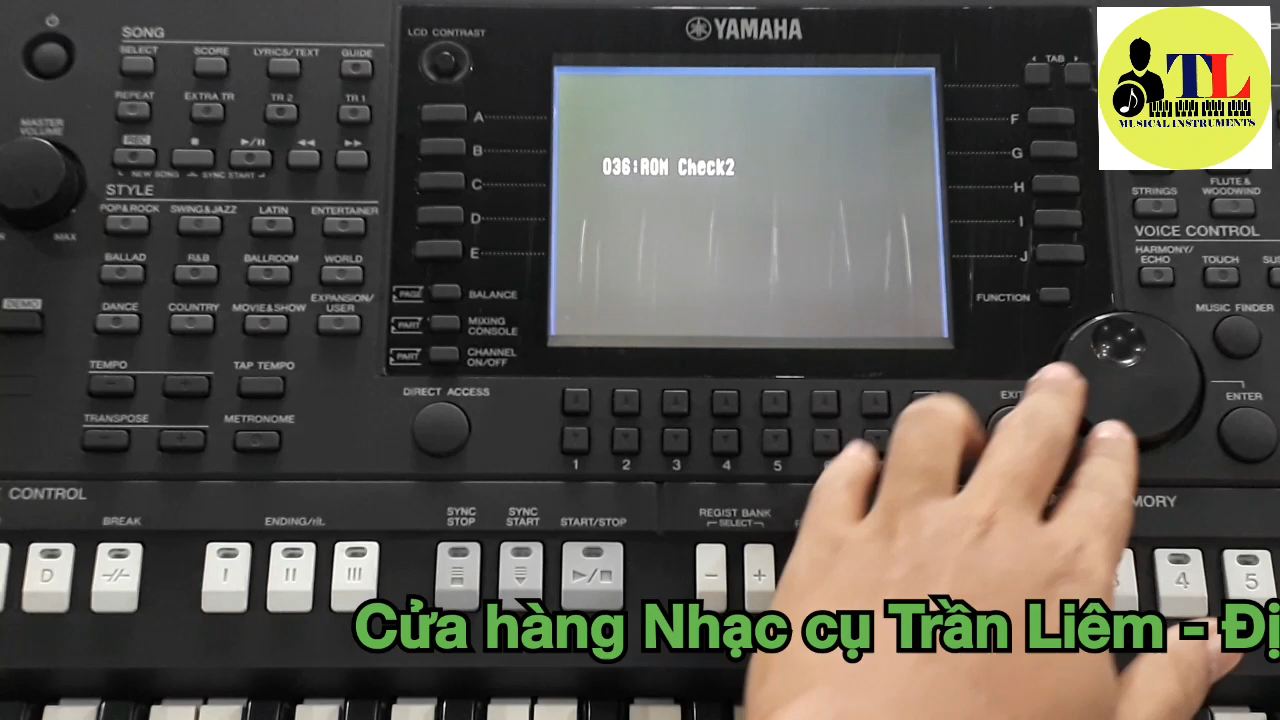 SONG
SELECT SCORE LYRICS/TEXT GUIDE
REPEAT EXTRA TR TR 2 TR 1
REC
NEW SONG SYNC START
MASTER VOLUME
MAX
STYLE
POP&ROCK SWING&JAZZ LATIN ENTERTAINER
BALLAD R&B BALLROOM WORLD
DANCE COUNTRY MOVIE&SHOW EXPANSION/USER
DEMO
TEMPO TAP TEMPO
- +
TRANSPOSE METRONOME
- +
LCD CONTRAST
YAMAHA
A
B
C
D
E
036:ROM Check2
TAB
F
G
H
I
J
PAGE BALANCE
PART MIXING CONSOLE
PART CHANNEL ON/OFF
FUNCTION
DIRECT ACCESS
1 2 3 4 5
EXIT
TL
MUSICAL INSTRUMENTS
STRINGS FLUTE & WOODWIND
VOICE CONTROL
HARMONY/ECHO TOUCH
MUSIC FINDER
ENTER
CONTROL
BREAK ENDING/rit.
SYNC STOP SYNC START START/STOP
REGIST BANK
SELECT
D I II III
- + 4 5
Cửa hàng Nhạc cụ Trần Liêm - Đị